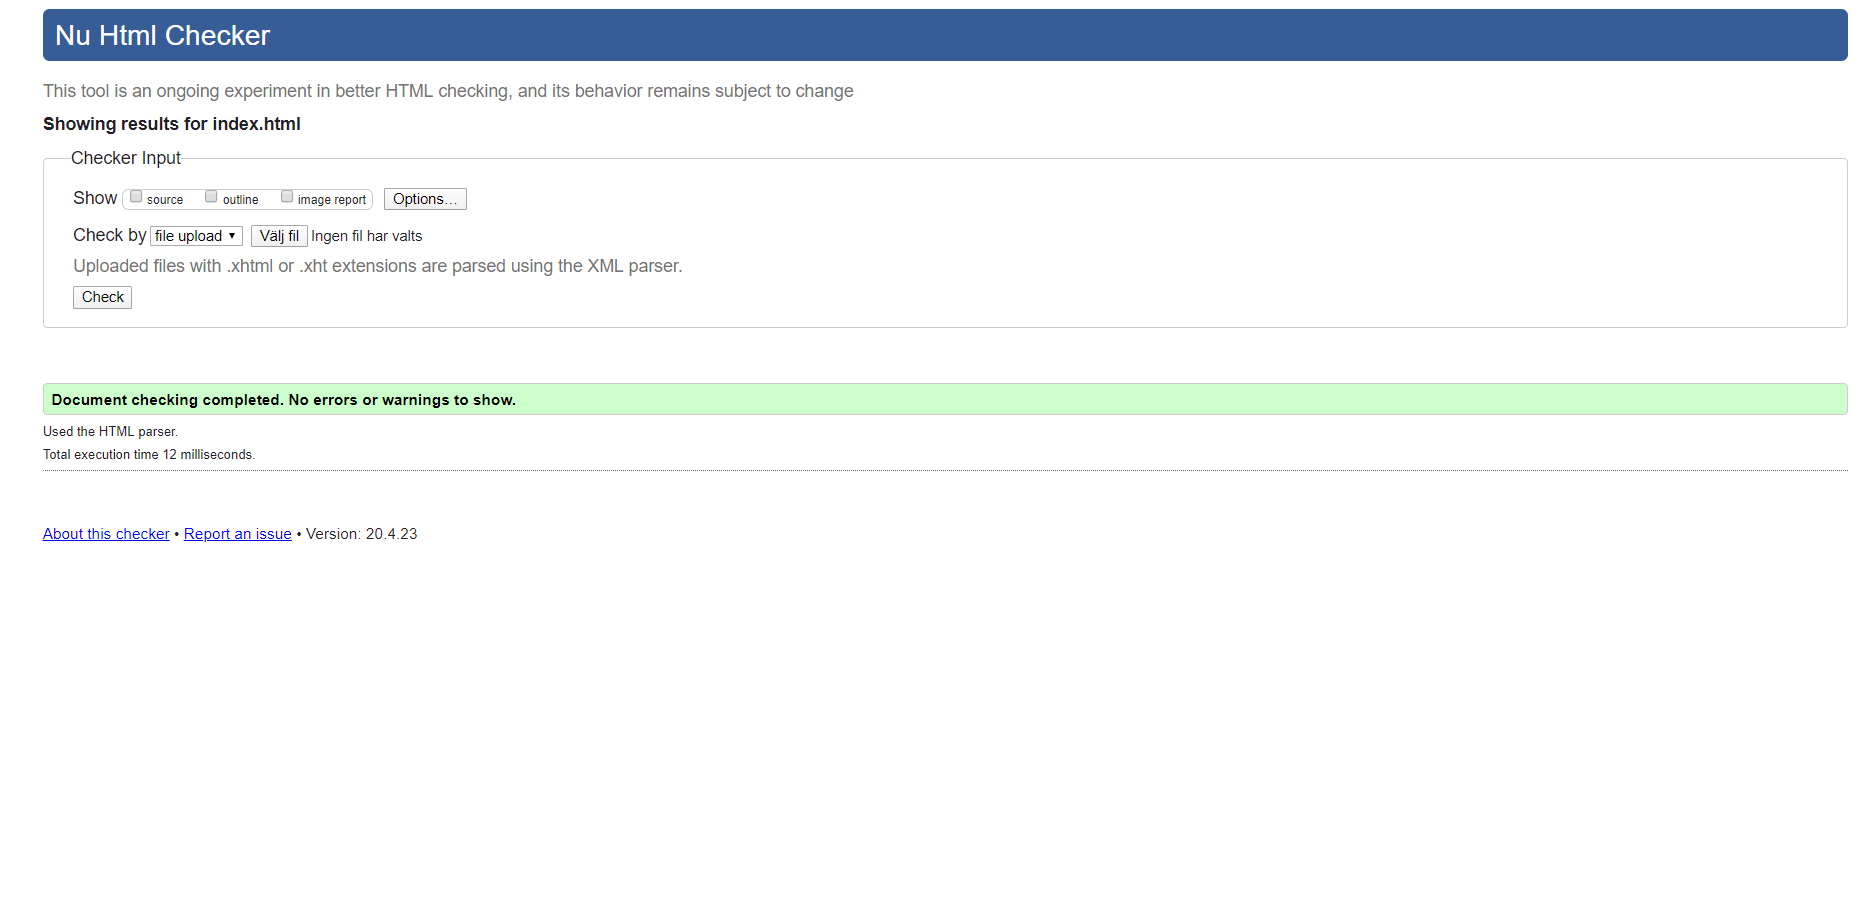 Nu Html Checker
This tool is an ongoing experiment in better HTML checking, and its behavior remains subject to change
Showing results for index.html
Checker Input
Show source outline image report Options...
Check by file upload Välj fil Ingen fil har valts
Uploaded files with .xhtml or .xht extensions are parsed using the XML parser.
Check
Document checking completed. No errors or warnings to show.
Used the HTML parser.
Total execution time 12 milliseconds.
About this checker • Report an issue • Version: 20.4.23